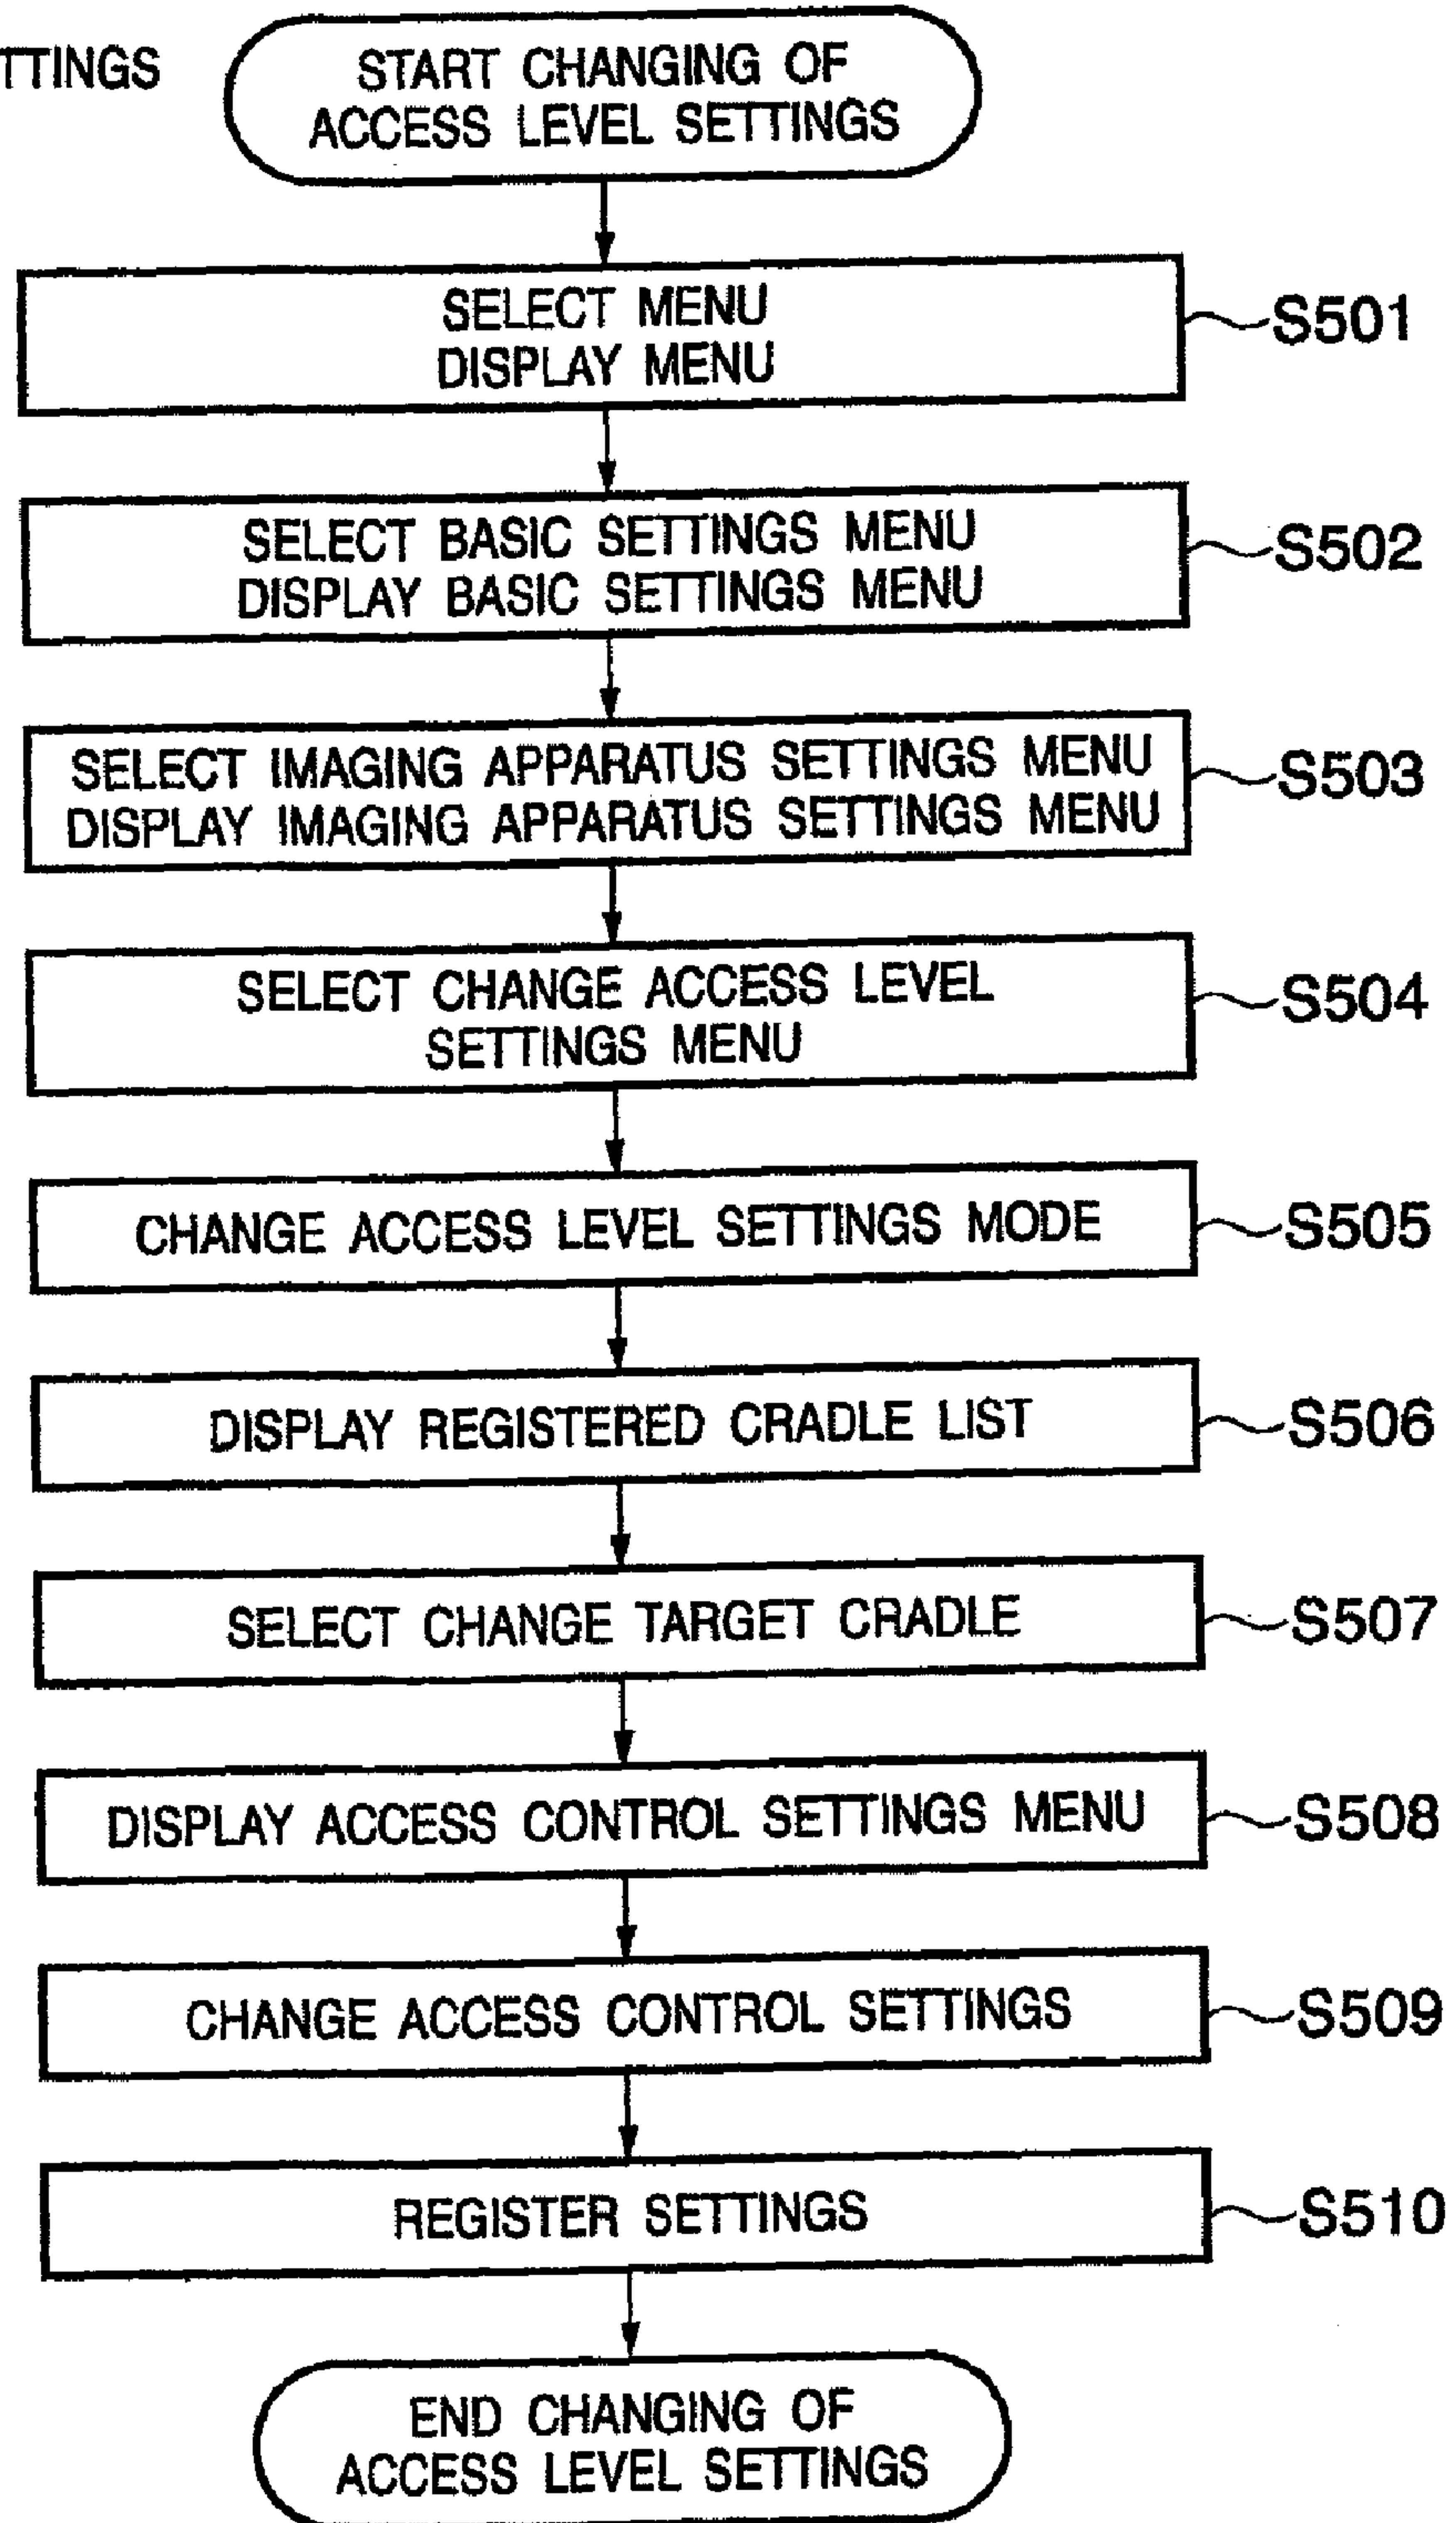 START CHANGING OF
ACCESS LEVEL SETTINGS
SELECT MENU
DISPLAY MENU
S501
SELECT BASIC SETTINGS MENU
DISPLAY BASIC SETTINGS MENU
S502
SELECT IMAGING APPARATUS SETTINGS MENU
DISPLAY IMAGING APPARATUS SETTINGS MENU
S503
SELECT CHANGE ACCESS LEVEL
SETTINGS MENU
S504
CHANGE ACCESS LEVEL SETTINGS MODE
S505
DISPLAY REGISTERED CRADLE LIST
S506
SELECT CHANGE TARGET CRADLE
S507
DISPLAY ACCESS CONTROL SETTINGS MENU
S508
CHANGE ACCESS CONTROL SETTINGS
S509
REGISTER SETTINGS
S510
END CHANGING OF
ACCESS LEVEL SETTINGS